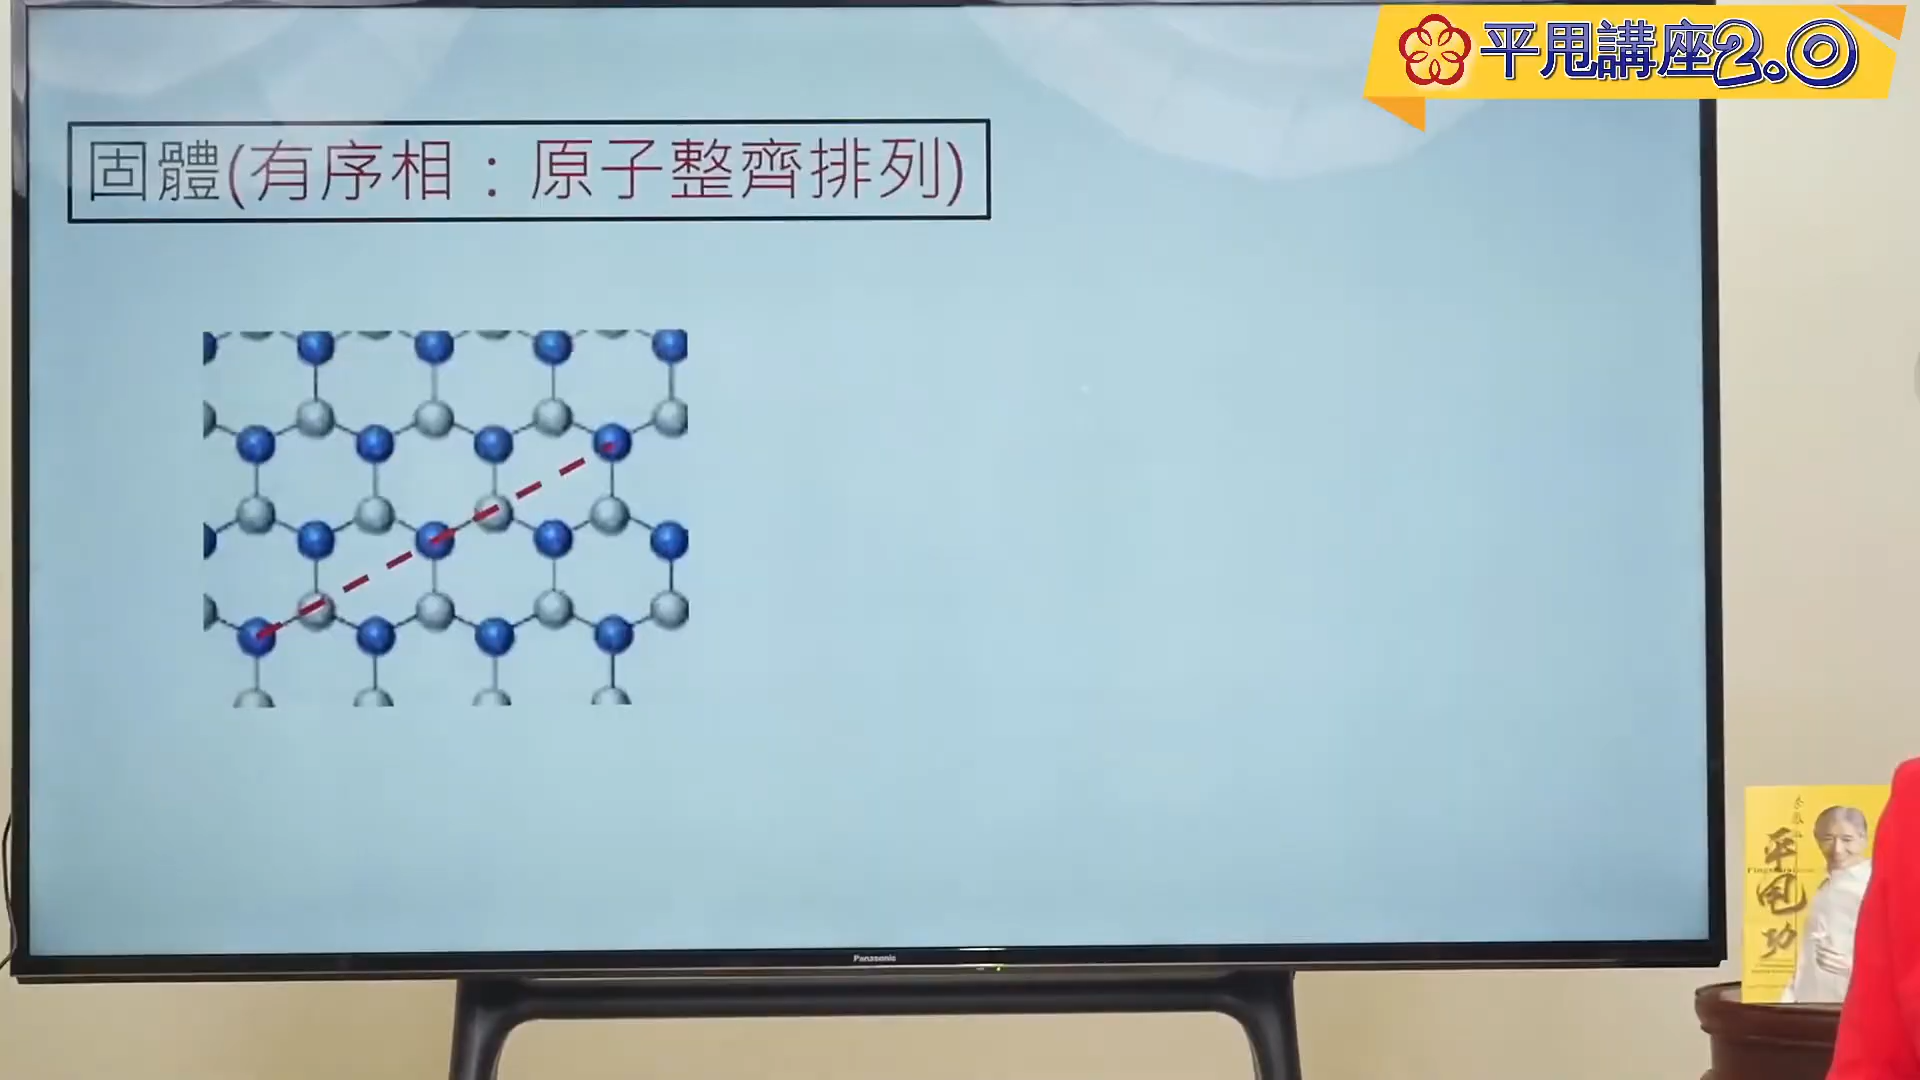 平甩講座2.0
固體(有序相：原子整齊排列)
Panasonic
平甩功